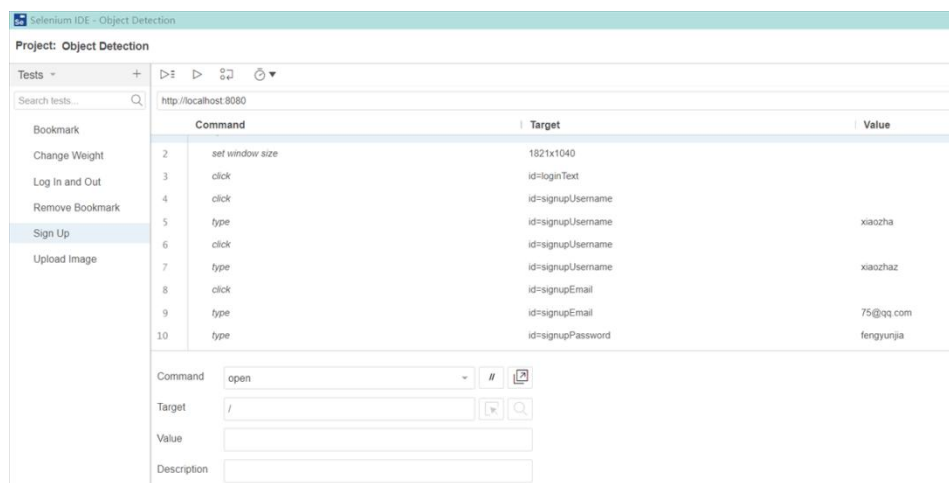 Se Selenium IDE - Object Detection
Project: Object Detection
Tests
Search tests...
Bookmark
Change Weight
Log In and Out
Remove Bookmark
Sign Up
Upload Image
http://localhost:8080
Command Target Value
2 set window size 1821x1040
3 click id=loginText
4 click id=signupUsername
5 type id=signupUsername xiaozha
6 click id=signupUsername
7 type id=signupUsername xiaozhaz
8 click id=signupEmail
9 type id=signupEmail 75@qq.com
10 type id=signupPassword fengyunjia
Command open //
Target /
Value
Description